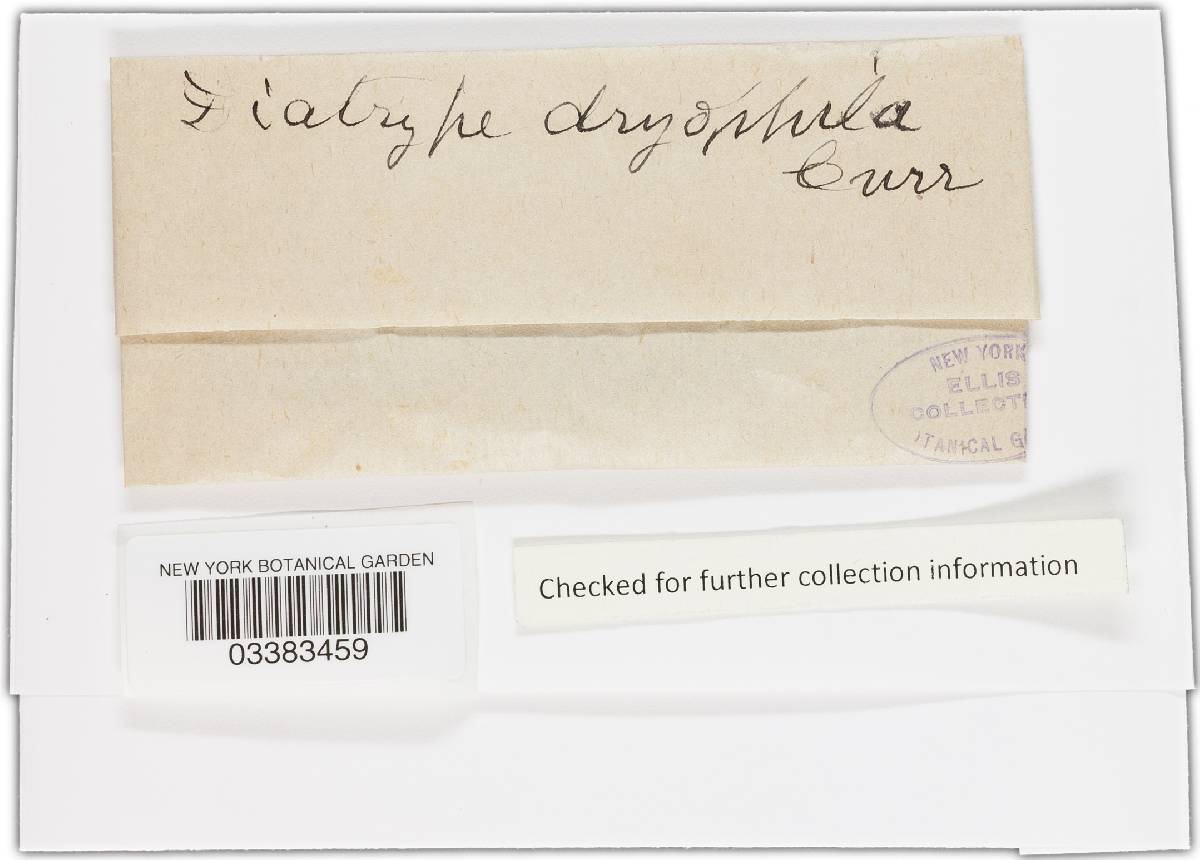 Diatrype dryophila
Curr
NEW YORK
ELLIS
COLLECTI
TANICAL G
NEW YORK BOTANICAL GARDEN
03383459
Checked for further collection information